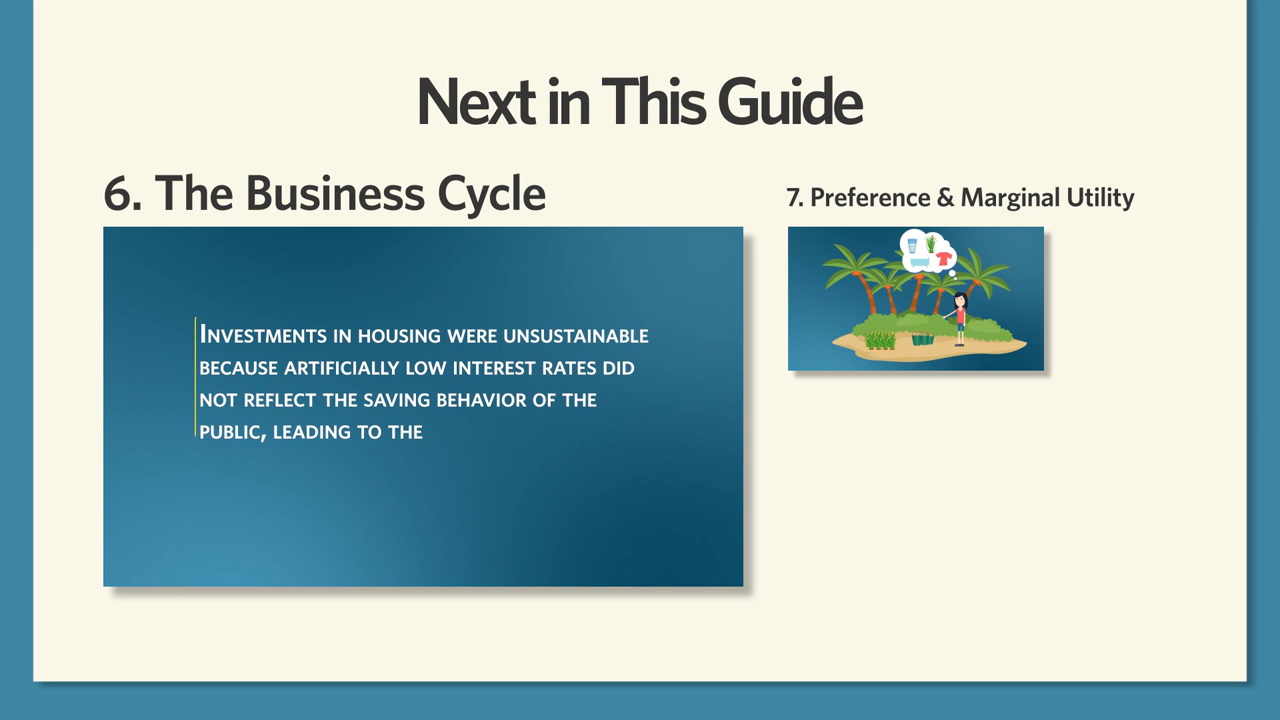 Next in This Guide
6. The Business Cycle
Investments in housing were unsustainable
because artificially low interest rates did
not reflect the saving behavior of the
public, leading to the
7. Preference & Marginal Utility